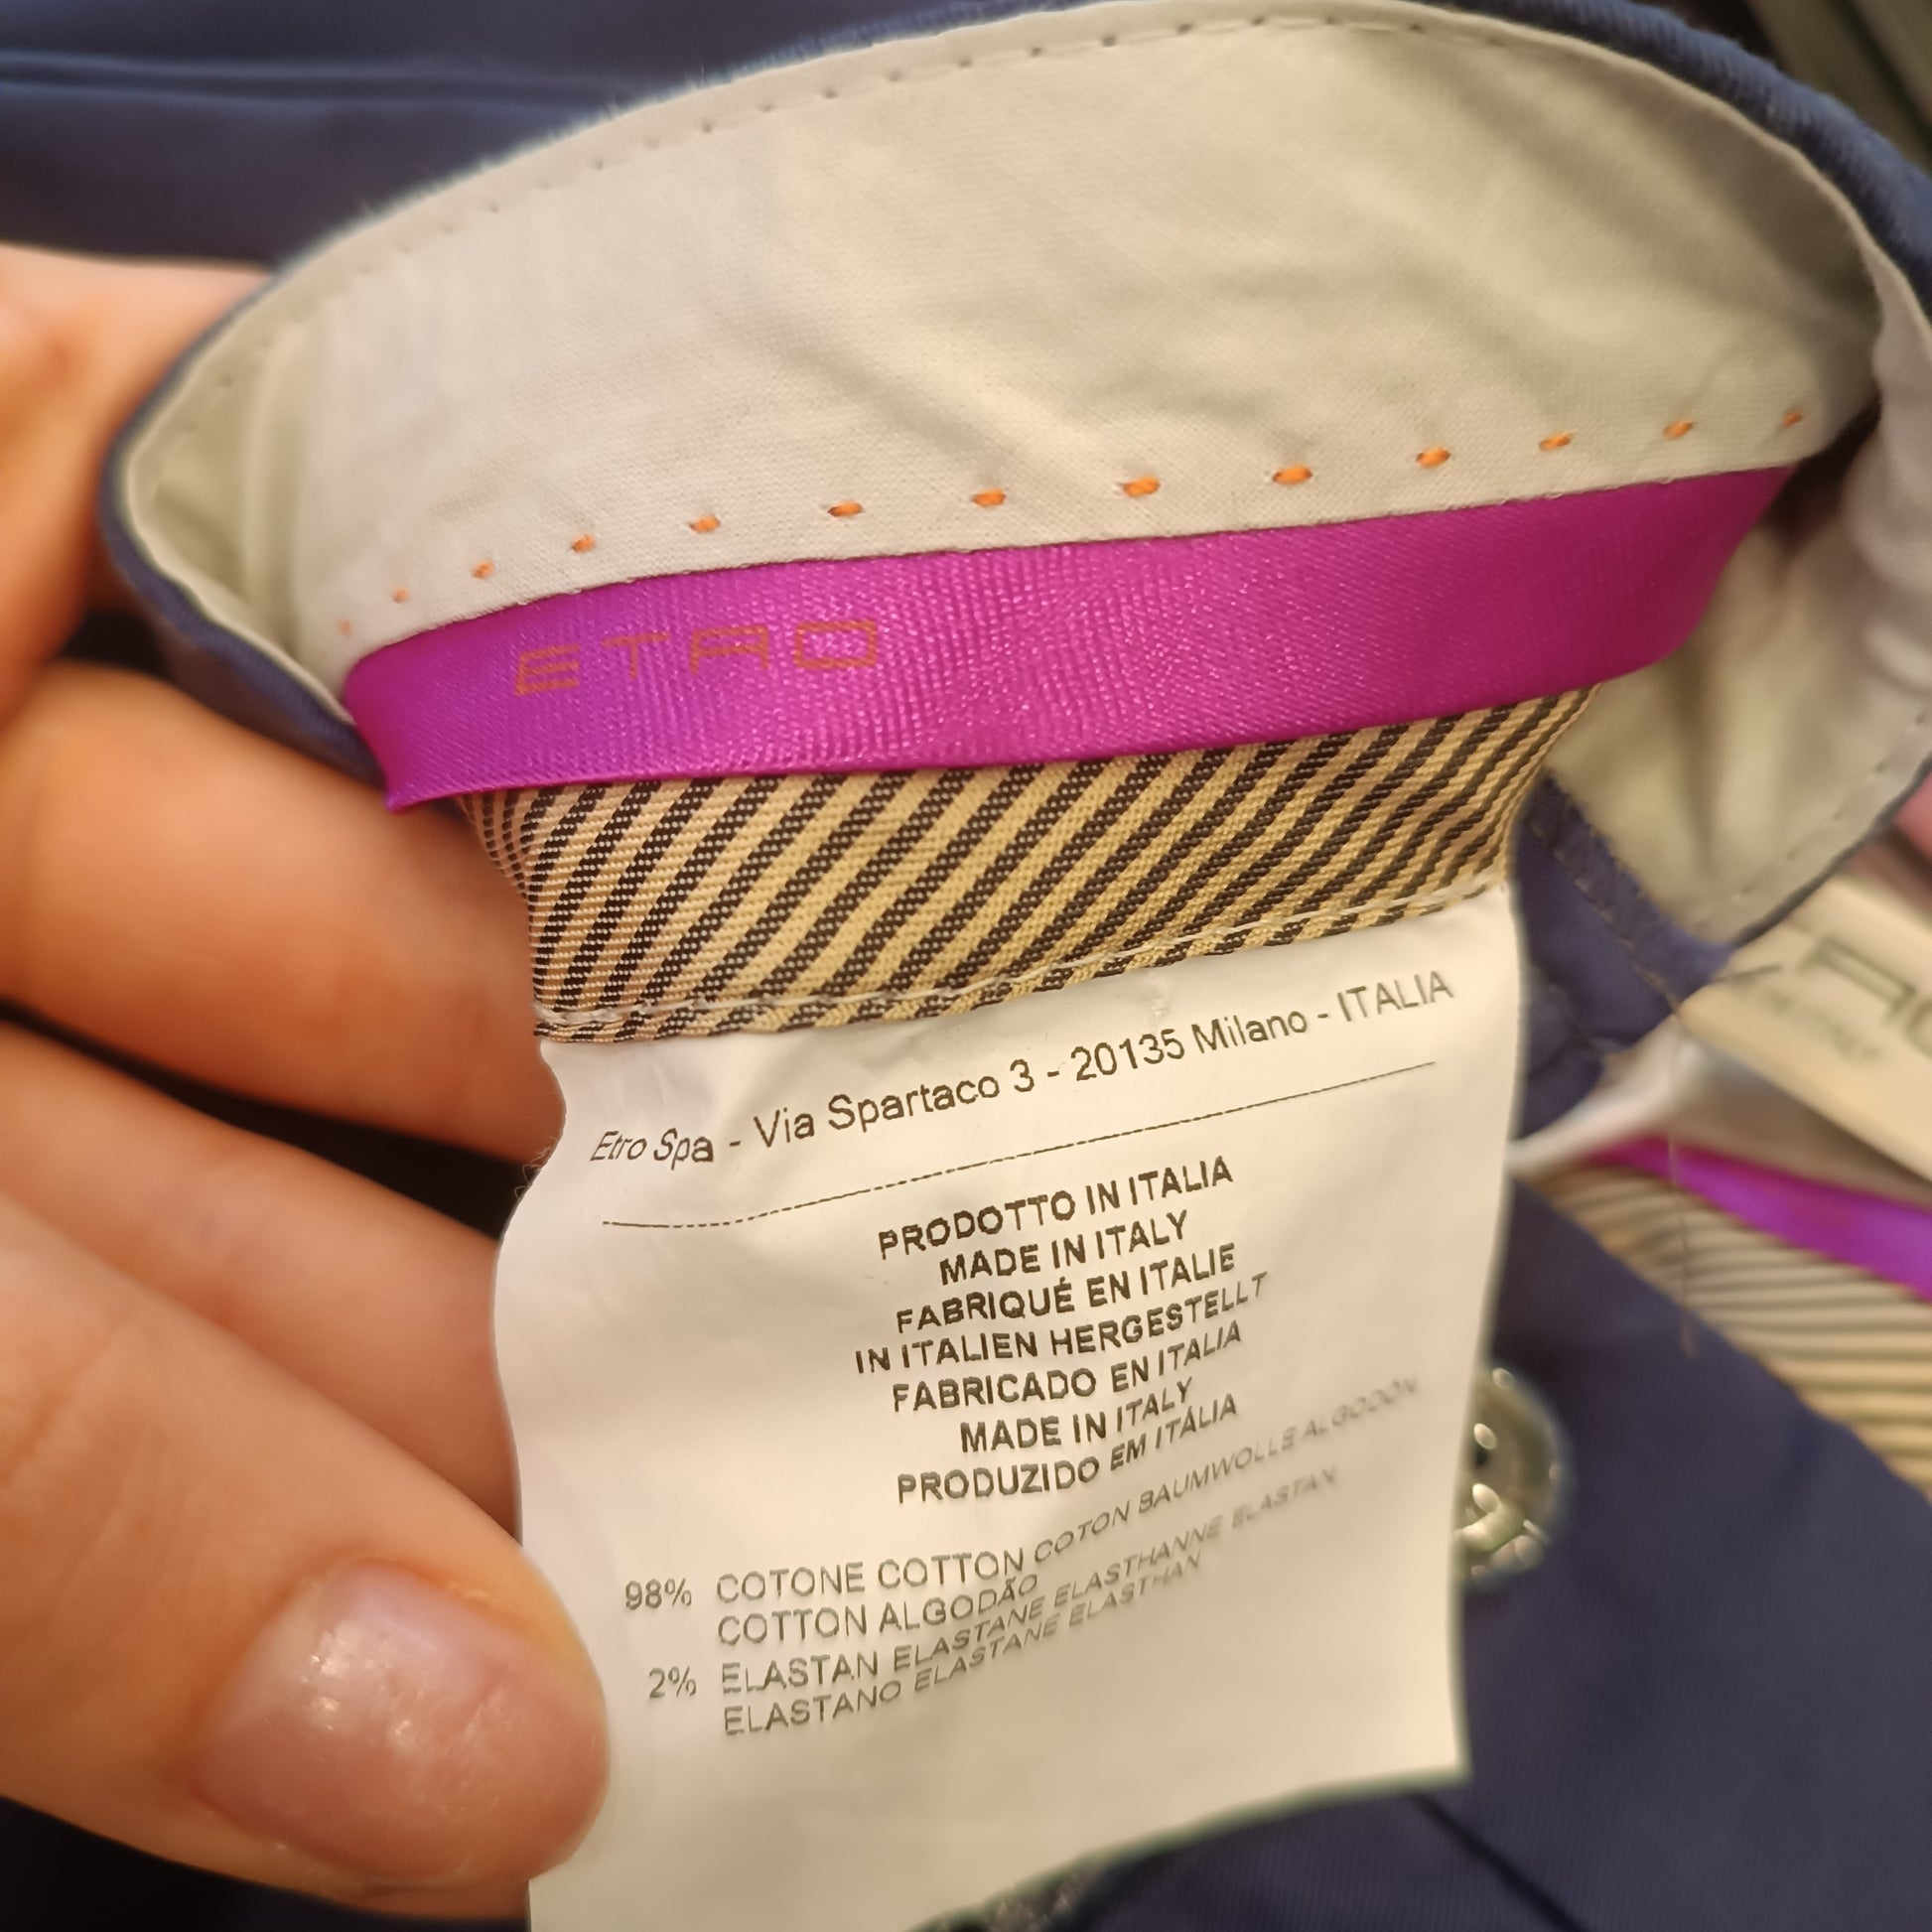 ETRO
Etro Spa - Via Spartaco 3 - 20135 Milano - ITALIA
PRODOTTO IN ITALIA
MADE IN ITALY
FABRIQUÉ EN ITALIE
IN ITALIEN HERGESTELLT
FABRICADO EN ITALIA
MADE IN ITALY
PRODUZIDO EM ITÁLIA
98% COTONE COTTON COTON BAUMWOLLE ALGODÓN
COTTON ALGODÃO
2% ELASTAN ELASTANE ELASTHANNE ELASTAN
ELASTANO ELASTANE ELASTHAN